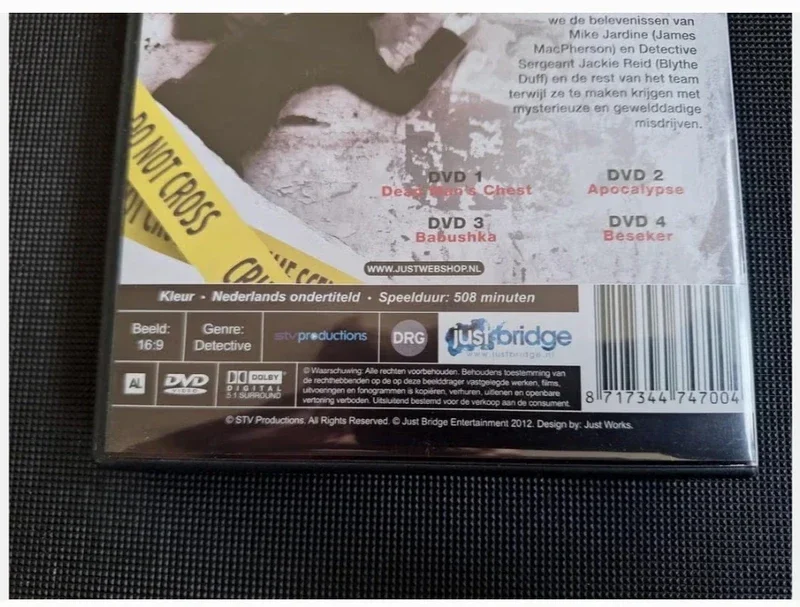 we de belevenissen van
Mike Jardine (James
MacPherson) en Detective
Sergeant Jackie Reid (Blythe
Duff) en de rest van het team
terwijl ze te maken krijgen met
mysterieuze en gewelddadige
misdrijven.
DO NOT CROSS
DVD 1
Dead Man's Chest
DVD 2
Apocalypse
DVD 3
Babushka
DVD 4
Beseker
WWW.JUSTWEBSHOP.NL
Kleur - Nederlands ondertiteld - Speelduur: 508 minuten
Beeld:
16:9
Genre:
Detective
stvproductions
DRG
just bridge
www.justbridge.nl
AL
DVD
VIDEO
DOLBY
DIGITAL
5.1 SURROUND
© Waarschuwing: Alle rechten voorbehouden. Behoudens toestemming van
de rechthebbenden op de op deze beelddrager vastgelegde werken, films,
uitvoeringen en fonogrammen is kopiëren, verhuren, uitlenen en openbare
vertoning verboden. Uitsluitend bestemd voor de verkoop aan de consument.
8 717344 747004
© STV Productions. All Rights Reserved. © Just Bridge Entertainment 2012. Design by: Just Works.